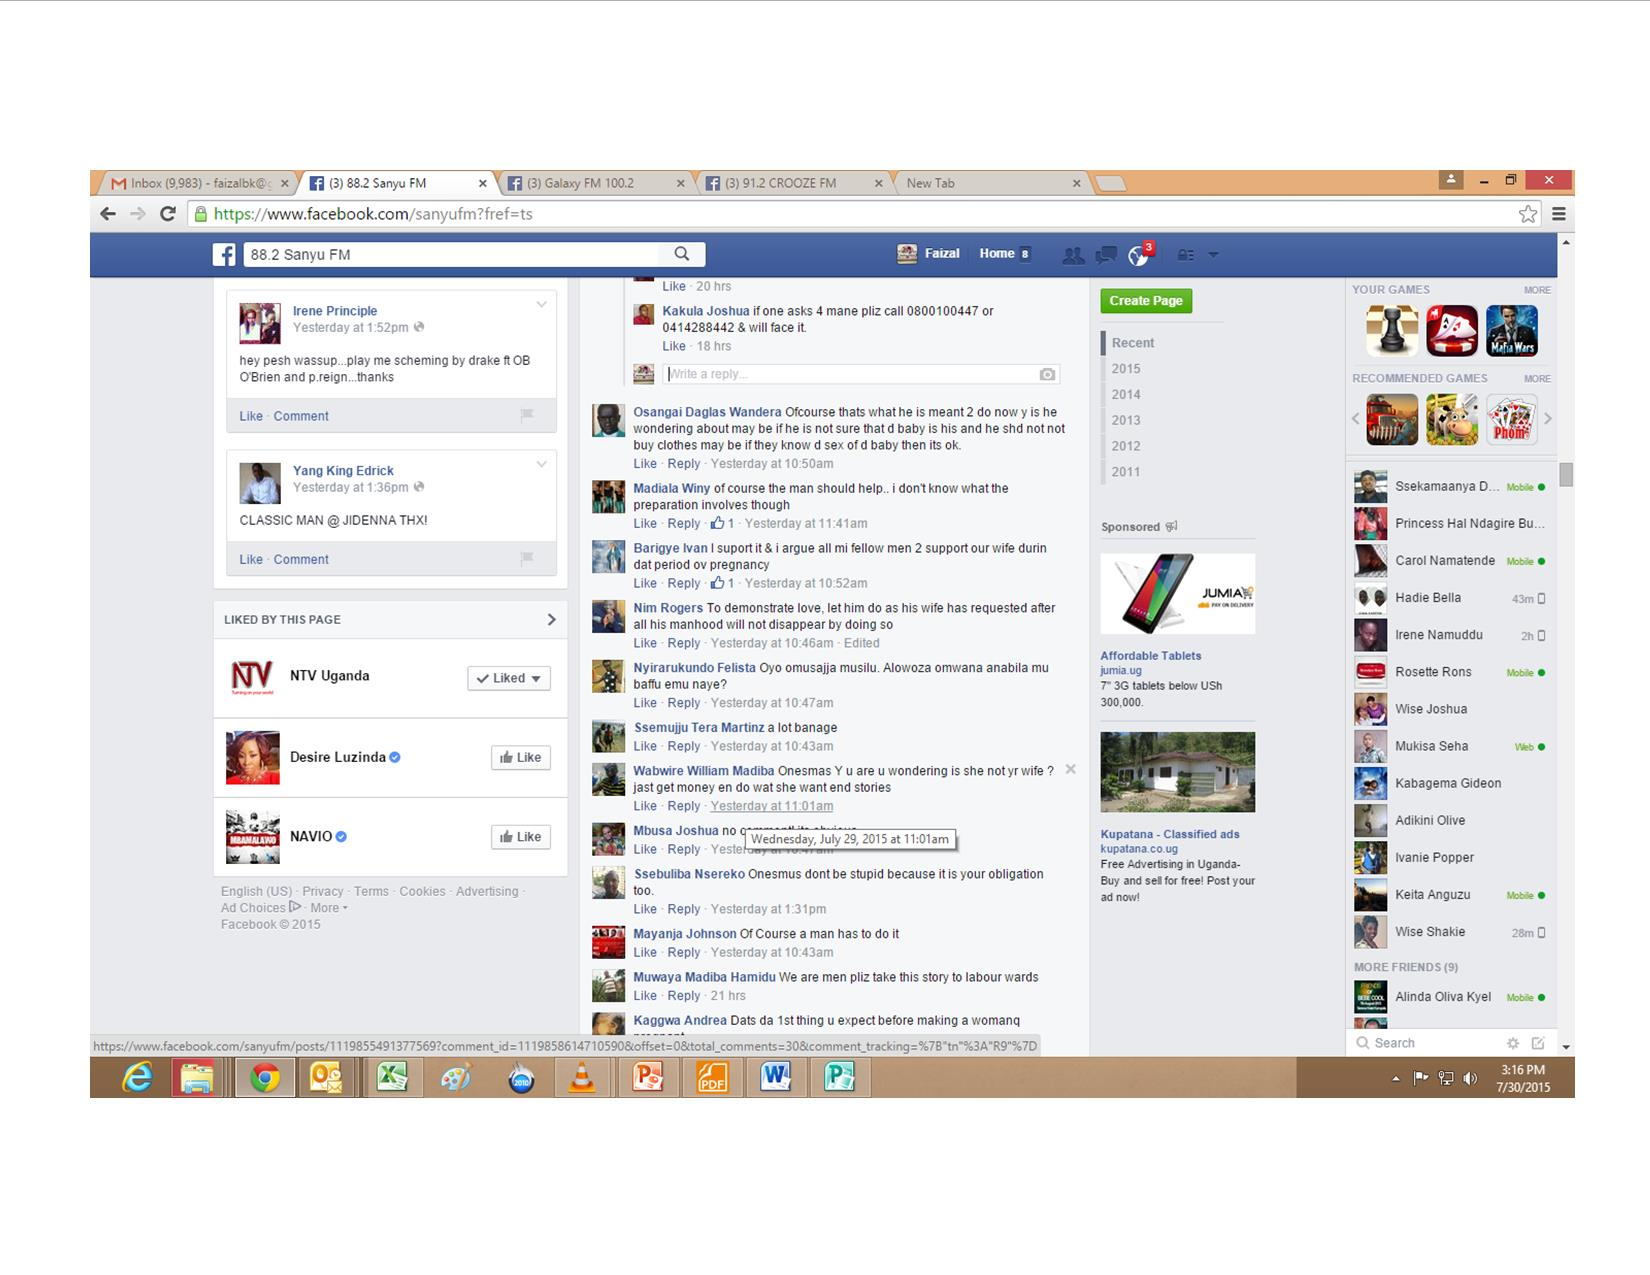 Inbox (9,983) - faizalbk@g
(3) 88.2 Sanyu FM
(3) Galaxy FM 100.2
(3) 91.2 CROOZE FM
New Tab
https://www.facebook.com/sanyufm?fref=ts
88.2 Sanyu FM
Faizal
Home 8
3
Irene Principle
Yesterday at 1:52pm
hey pesh wassup...play me scheming by drake ft OB
O'Brien and p.reign...thanks
Like · Comment
Yang King Edrick
Yesterday at 1:36pm
CLASSIC MAN @ JIDENNA THX!
Like · Comment
LIKED BY THIS PAGE
NTV
NTV Uganda
Liked
Desire Luzinda
Like
NAVIO
Like
English (US) · Privacy · Terms · Cookies · Advertising ·
Ad Choices · More
Facebook © 2015
Like · 20 hrs
Kakula Joshua if one asks 4 mane pliz call 0800100447 or
0414288442 & will face it.
Like · 18 hrs
Write a reply...
Osangai Daglas Wandera Ofcourse thats what he is meant 2 do now y is he
wondering about may be if he is not sure that d baby is his and he shd not not
buy clothes may be if they know d sex of d baby then its ok.
Like · Reply · Yesterday at 10:50am
Madiala Winy of course the man should help.. i don't know what the
preparation involves though
Like · Reply · 1 · Yesterday at 11:41am
Barigye Ivan I suport it & i argue all mi fellow men 2 support our wife durin
dat period ov pregnancy
Like · Reply · 1 · Yesterday at 10:52am
Nim Rogers To demonstrate love, let him do as his wife has requested after
all his manhood will not disappear by doing so
Like · Reply · Yesterday at 10:46am · Edited
Nyirarukundo Felista Oyo omusajja musilu. Alowoza omwana anabila mu
baffu emu naye?
Like · Reply · Yesterday at 10:47am
Ssemujju Tera Martinz a lot banage
Like · Reply · Yesterday at 10:43am
Wabwire William Madiba Onesmas Y u are u wondering is she not yr wife ?
jast get money en do wat she want end stories
Like · Reply · Yesterday at 11:01am
Mbusa Joshua no
Wednesday, July 29, 2015 at 11:01am
Like · Reply ·
Ssebuliba Nsereko Onesmus dont be stupid because it is your obligation
too.
Like · Reply · Yesterday at 1:31pm
Mayanja Johnson Of Course a man has to do it
Like · Reply · Yesterday at 10:43am
Muwaya Madiba Hamidu We are men pliz take this story to labour wards
Like · Reply · 21 hrs
Kaggwa Andrea Dats da 1st thing u expect before making a womanq
https://www.facebook.com/sanyufm/posts/1119855491377569?comment_id=1119858614710590&offset=0&total_comments=30&comment_tracking=%7B"tn"%3A"R9"%7D
Create Page
Recent
2015
2014
2013
2012
2011
Sponsored
JUMIA
PAY ON DELIVERY
Affordable Tablets
jumia.ug
7" 3G tablets below USh
300,000.
Kupatana - Classified ads
kupatana.co.ug
Free Advertising in Uganda-
Buy and sell for free! Post your
ad now!
YOUR GAMES MORE
Mafia Wars
RECOMMENDED GAMES MORE
Phom
Ssekamaanya D... Mobile
Princess Hal Ndagire Bu...
Carol Namatende Mobile
Hadie Bella 43m
Irene Namuddu 2h
Rosette Rons Mobile
Wise Joshua
Mukisa Seha Web
Kabagema Gideon
Adikini Olive
Ivanie Popper
Keita Anguzu Mobile
Wise Shakie 28m
MORE FRIENDS (9)
Alinda Oliva Kyel Mobile
Search
2010
PDF
3:16 PM
7/30/2015